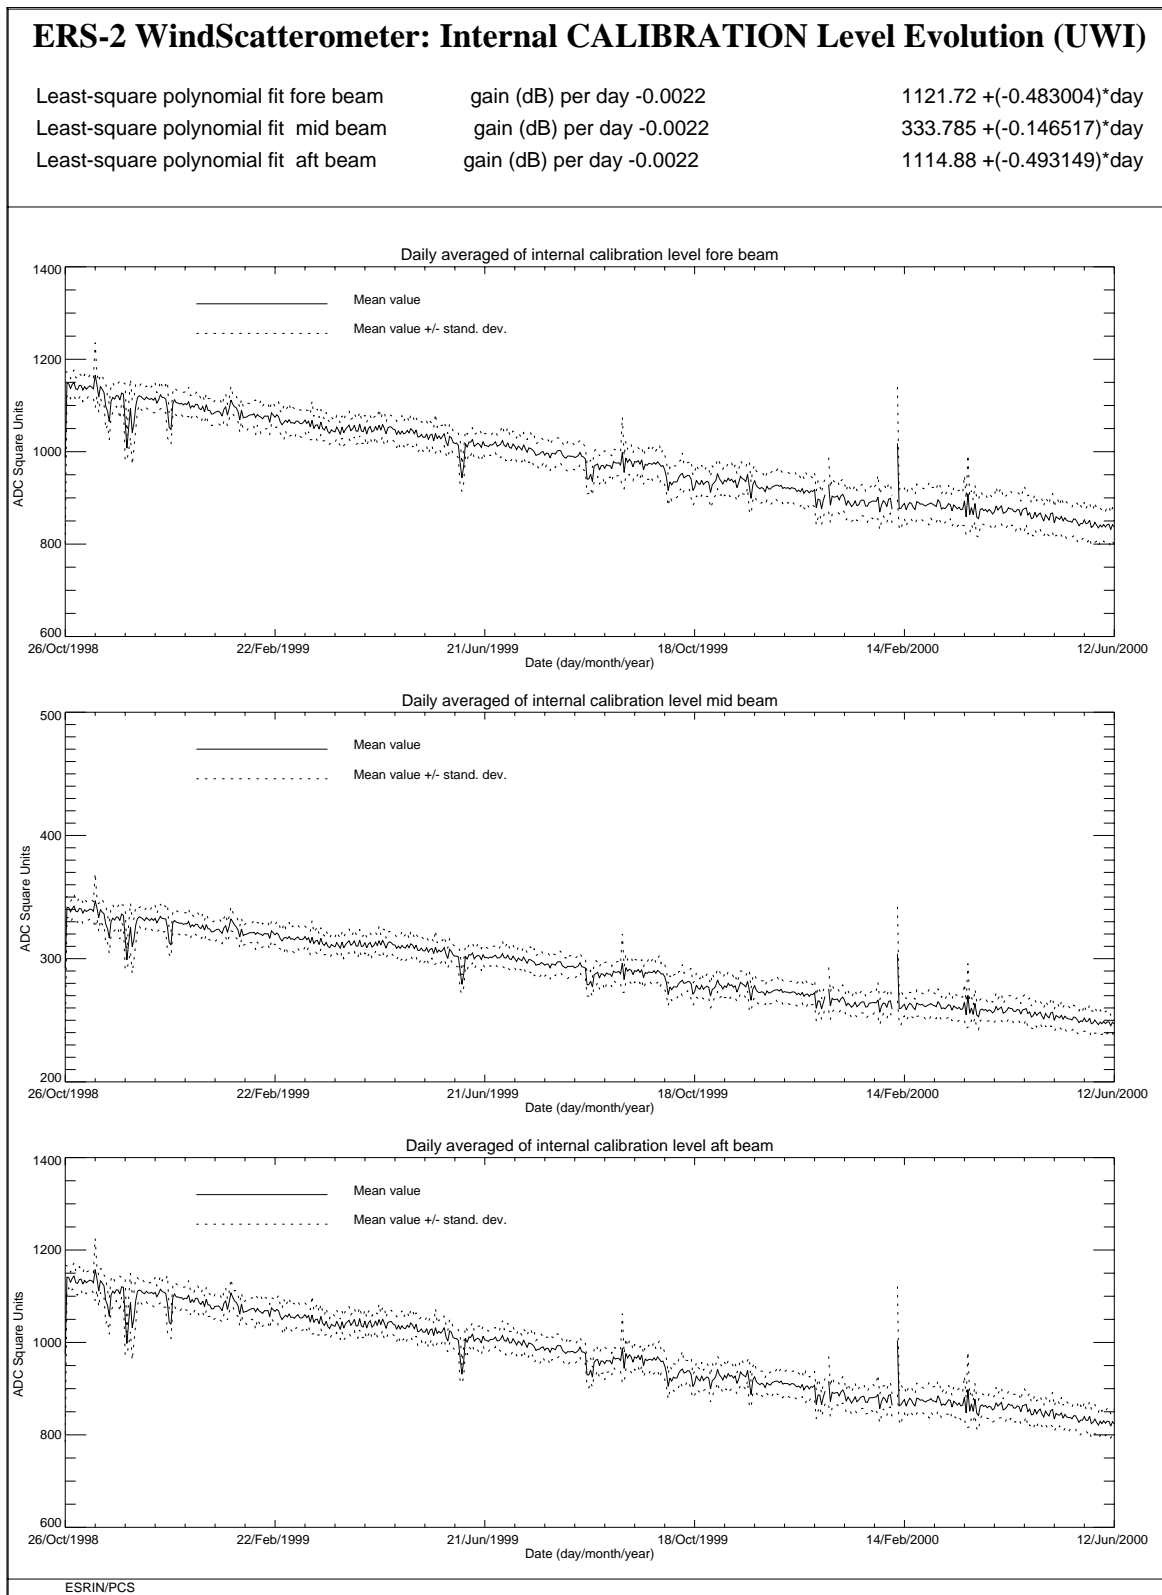 ERS-2 WindScatterometer: Internal CALIBRATION Level Evolution (UWI)
Least-square polynomial fit fore beam gain (dB) per day -0.0022 1121.72 +(-0.483004)*day
Least-square polynomial fit mid beam gain (dB) per day -0.0022 333.785 +(-0.146517)*day
Least-square polynomial fit aft beam gain (dB) per day -0.0022 1114.88 +(-0.493149)*day
Daily averaged of internal calibration level fore beam
1400
Mean value
Mean value +/- stand. dev.
1200
1000
ADC Square Units
800
600
26/Oct/1998 22/Feb/1999 21/Jun/1999 18/Oct/1999 14/Feb/2000 12/Jun/2000
Date (day/month/year)
Daily averaged of internal calibration level mid beam
500
Mean value
Mean value +/- stand. dev.
400
ADC Square Units
300
200
26/Oct/1998 22/Feb/1999 21/Jun/1999 18/Oct/1999 14/Feb/2000 12/Jun/2000
Date (day/month/year)
Daily averaged of internal calibration level aft beam
1400
Mean value
Mean value +/- stand. dev.
1200
1000
ADC Square Units
800
600
26/Oct/1998 22/Feb/1999 21/Jun/1999 18/Oct/1999 14/Feb/2000 12/Jun/2000
Date (day/month/year)
ESRIN/PCS